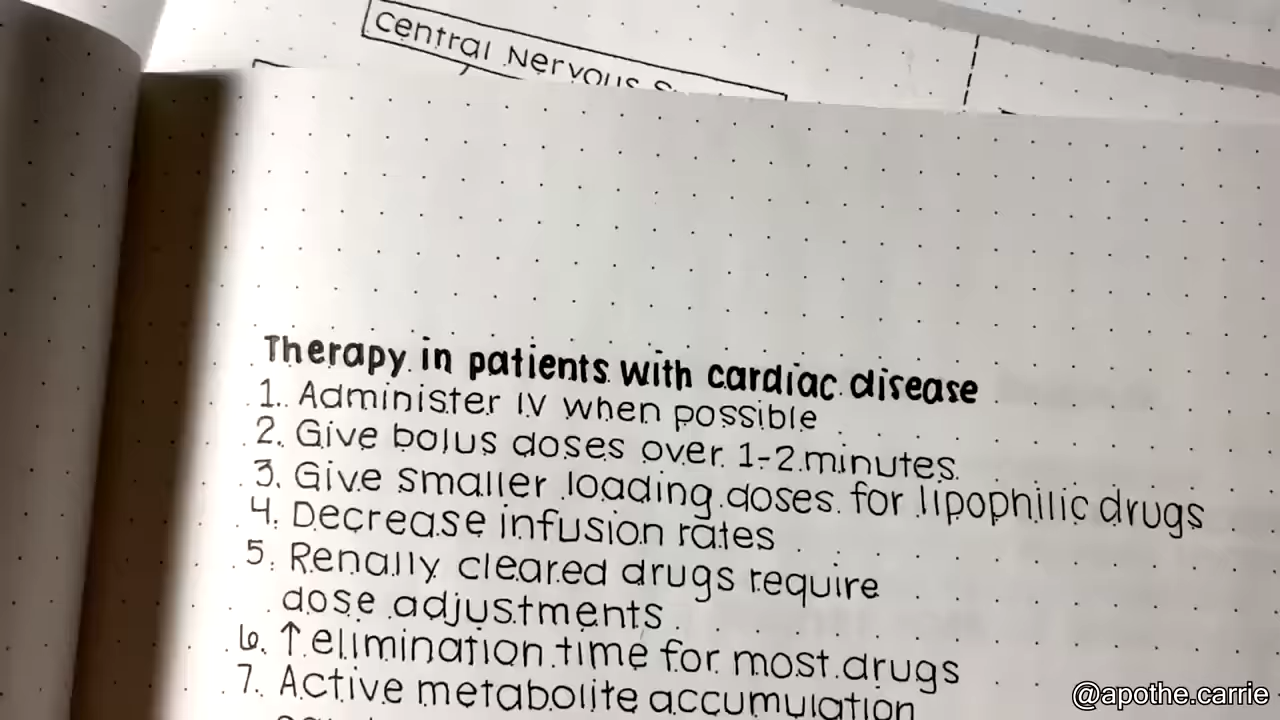 Central Nervous
Therapy in patients with cardiac disease
1. Administer IV when possible
2. Give bolus doses over 1-2 minutes.
3. Give smaller loading doses for lipophilic drugs
4. Decrease infusion rates
5. Renally cleared drugs require
dose adjustments
6. ↑ elimination time for most drugs
7. Active metabolite accumulation
@apothe.carrie